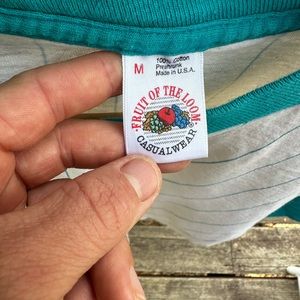 M
100% Cotton
Preshrunk
Made in U.S.A.
FRUIT OF THE LOOM
CASUALWEAR